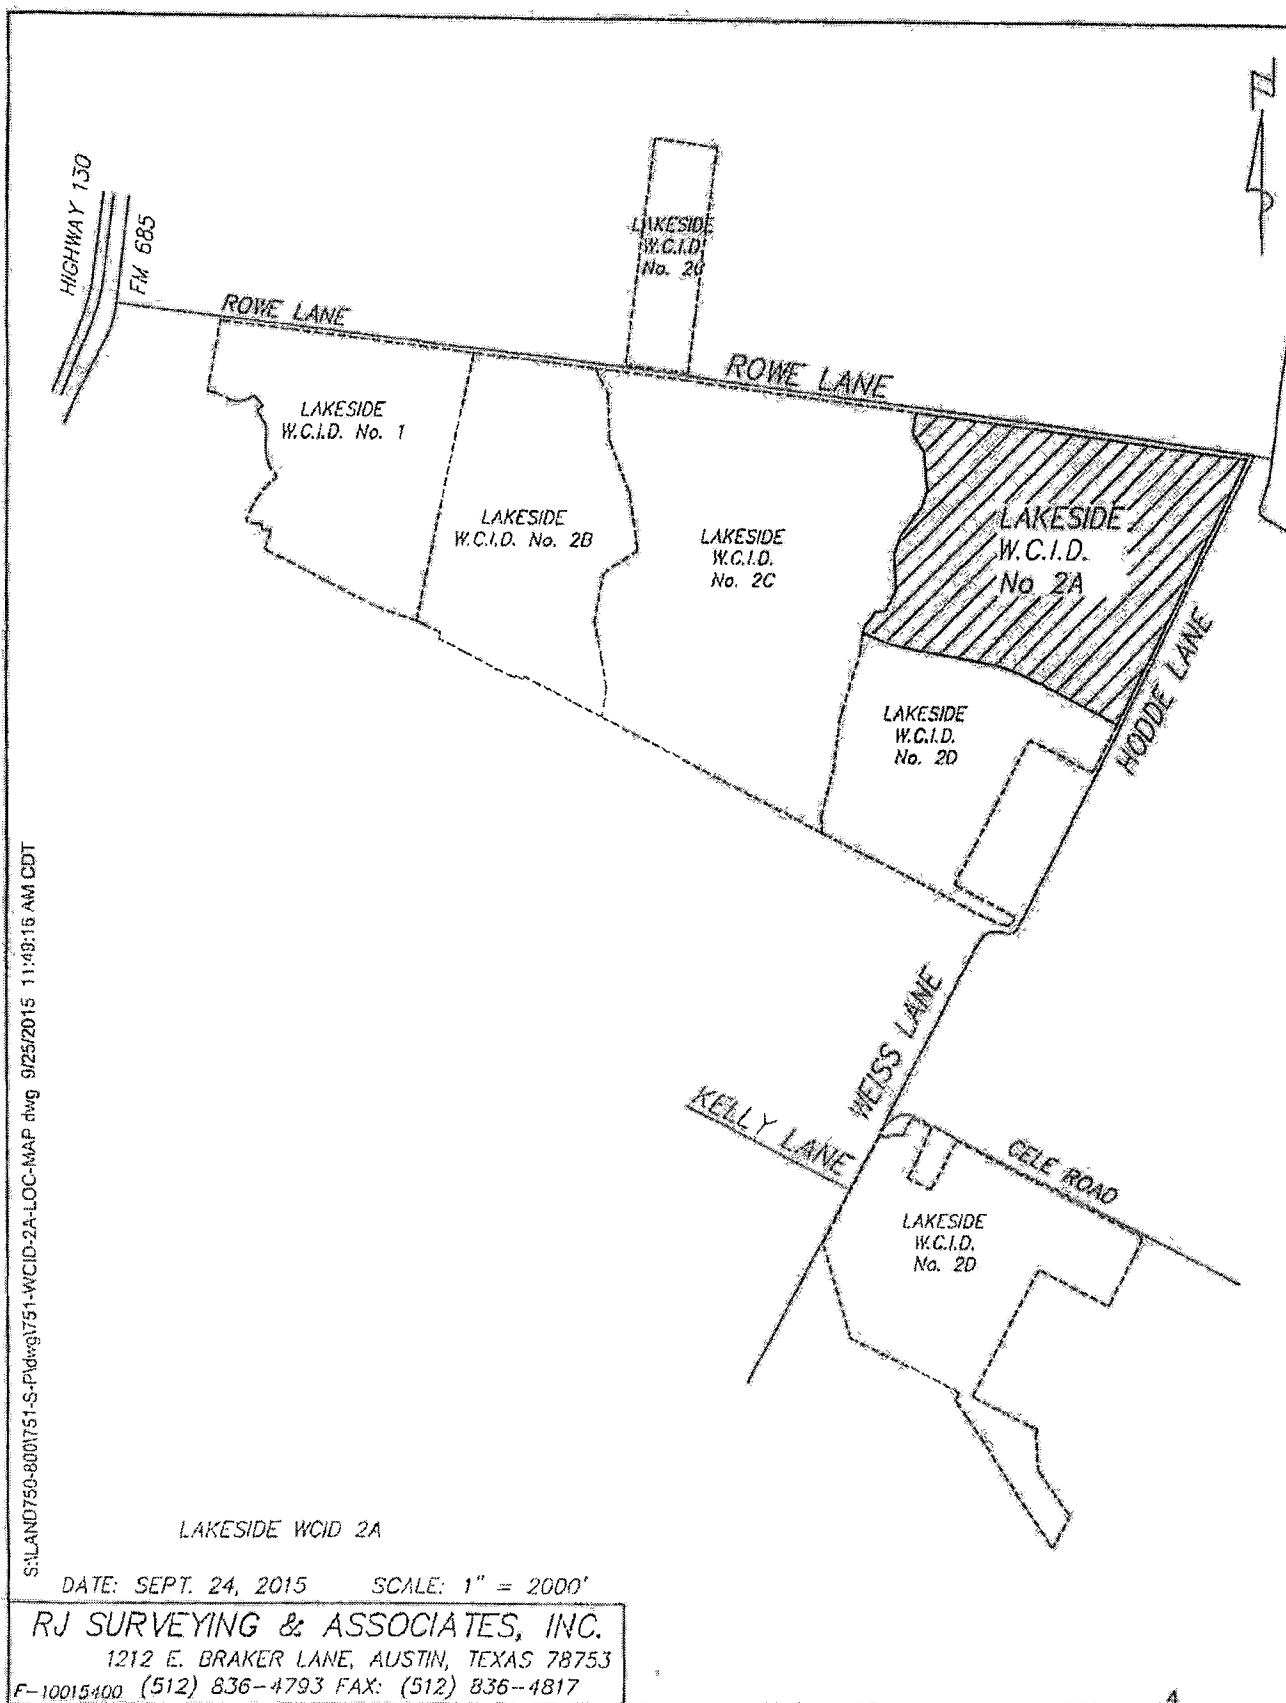 HIGHWAY 130
FM 685
LAKESIDE
W.C.I.D.
No. 2C
ROWE LANE
ROWE LANE
LAKESIDE
W.C.I.D. No. 1
LAKESIDE
W.C.I.D. No. 2B
LAKESIDE
W.C.I.D.
No. 2C
LAKESIDE
W.C.I.D.
No. 2A
HODDE LANE
LAKESIDE
W.C.I.D.
No. 2D
WEISS LANE
KELLY LANE
CELE ROAD
LAKESIDE
W.C.I.D.
No. 2D
S:\LAND750-800\751-S-P\dwg\751-WCID-2A-LOC-MAP.dwg 9/25/2015 11:49:16 AM CDT
LAKESIDE WCID 2A
DATE: SEPT. 24, 2015 SCALE: 1" = 2000'
RJ SURVEYING & ASSOCIATES, INC.
1212 E. BRAKER LANE, AUSTIN, TEXAS 78753
F-10015400 (512) 836-4793 FAX: (512) 836-4817